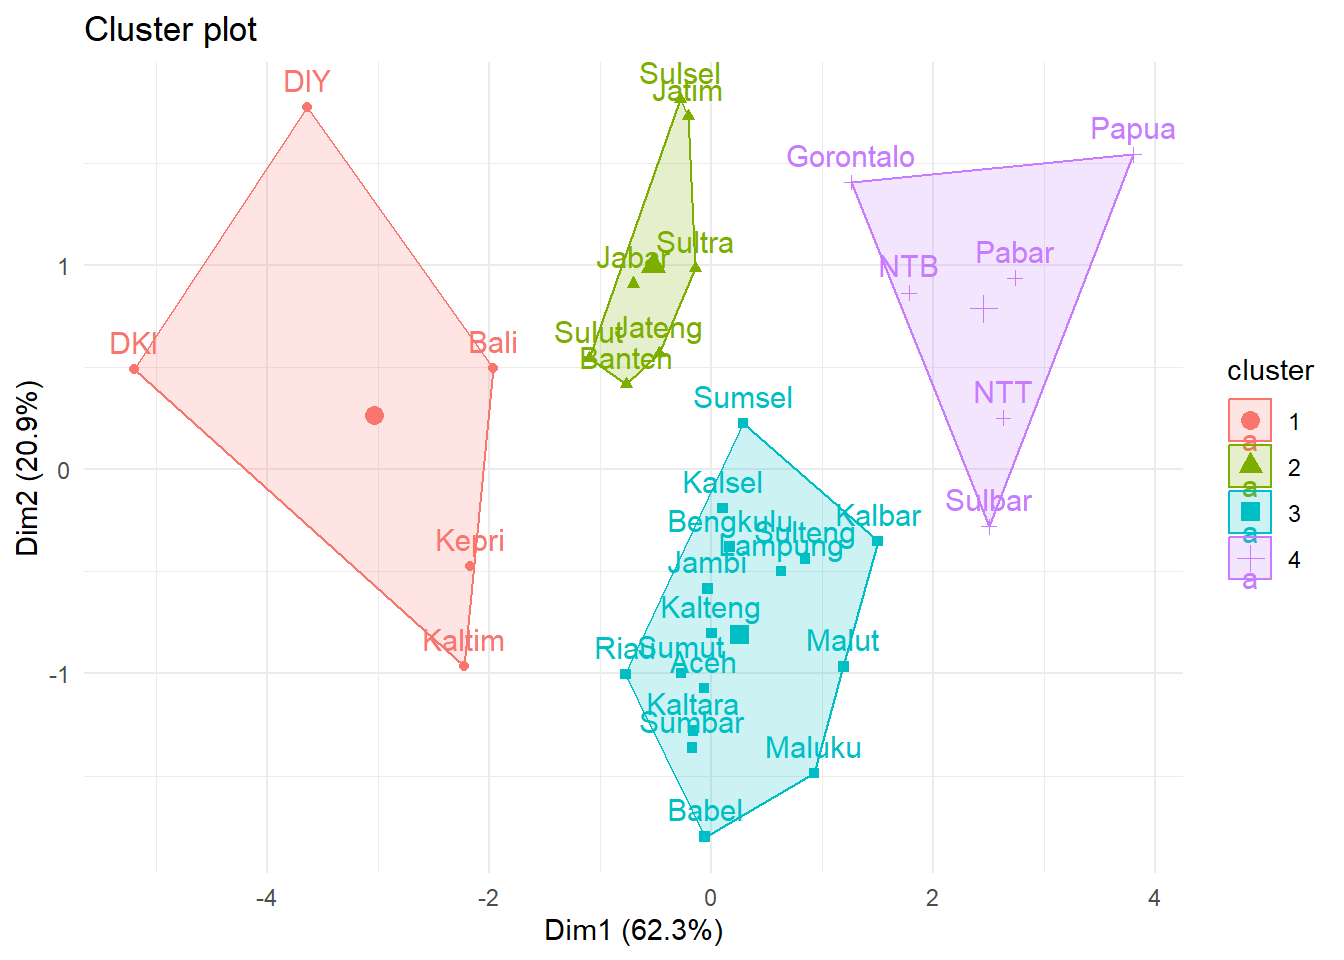 Cluster plot
DIY
Sulsel
Jatim
Papua
Gorontalo
Sultra
Pabar
Jabar
NTB
1
Sulut
Jateng
DKI
Bali
Banten
cluster
NTT
Sumsel
1
a
2
a
3
a
4
a
0
Kalsel
Sulbar
Bengkulu
Kalbar
Sulteng
Lampung
Kepri
Jambi
Kalteng
Kaltim
Riau
Sumut
Malut
Aceh
-1
Kaltara
Sumbar
Maluku
Babel
Dim2 (20.9%)
-4
-2
0
2
4
Dim1 (62.3%)